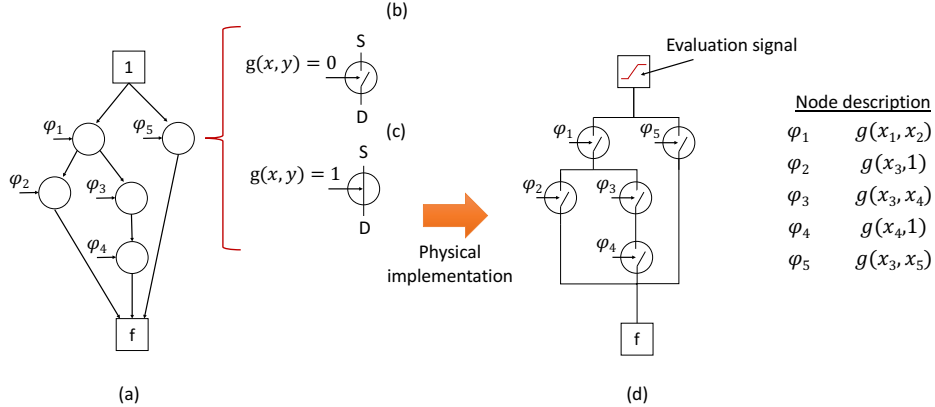 (b)
S
g(x, y) = 0
D
(c)
S
g(x, y) = 1
D
1
φ₁
φ₅
φ₂
φ₃
φ₄
f
(a)
Physical
implementation
Evaluation signal
φ₁
φ₅
φ₂
φ₃
φ₄
f
(d)
Node description
φ₁ g(x₁, x₂)
φ₂ g(x₃,1)
φ₃ g(x₃, x₄)
φ₄ g(x₄,1)
φ₅ g(x₃, x₅)